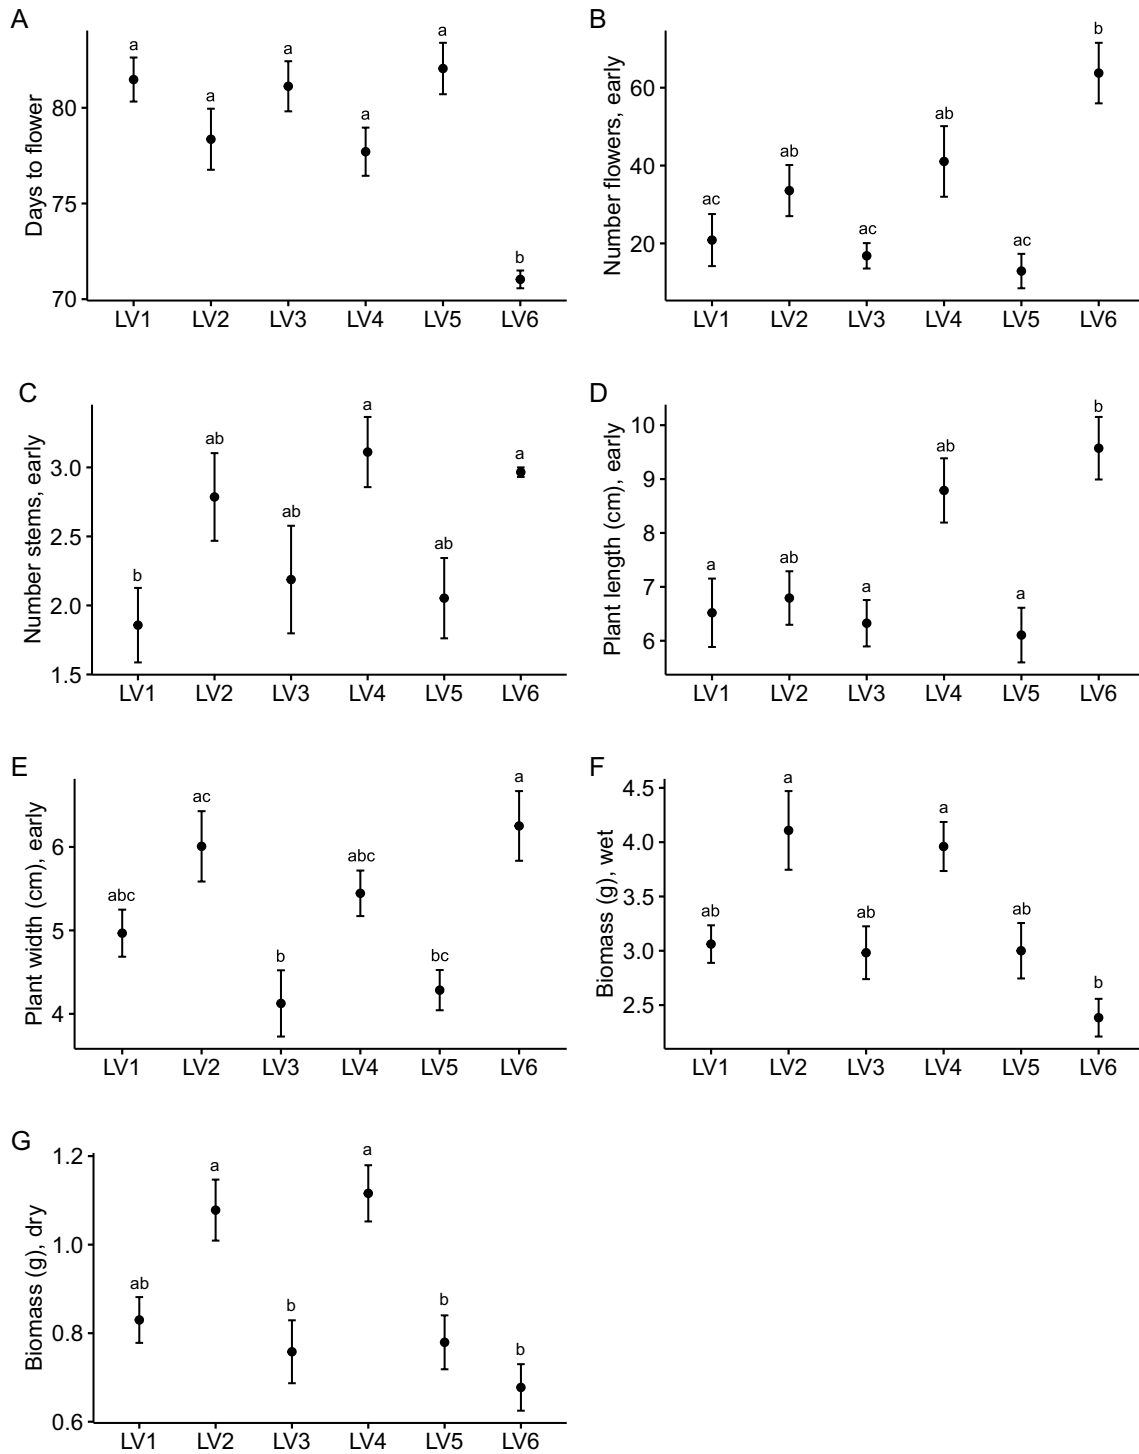 A
Days to flower
80
75
70
a
a
a
a
a
b
LV1 LV2 LV3 LV4 LV5 LV6
B
Number flowers, early
60
40
20
ac
ab
ac
ab
ac
b
LV1 LV2 LV3 LV4 LV5 LV6
C
Number stems, early
3.0
2.5
2.0
1.5
b
ab
ab
a
ab
a
LV1 LV2 LV3 LV4 LV5 LV6
D
Plant length (cm), early
10
9
8
7
6
a
ab
a
ab
a
b
LV1 LV2 LV3 LV4 LV5 LV6
E
Plant width (cm), early
6
5
4
abc
ac
b
abc
bc
a
LV1 LV2 LV3 LV4 LV5 LV6
F
Biomass (g), wet
4.5
4.0
3.5
3.0
2.5
ab
a
ab
a
ab
b
LV1 LV2 LV3 LV4 LV5 LV6
G
Biomass (g), dry
1.2
1.0
0.8
0.6
ab
a
b
a
b
b
LV1 LV2 LV3 LV4 LV5 LV6